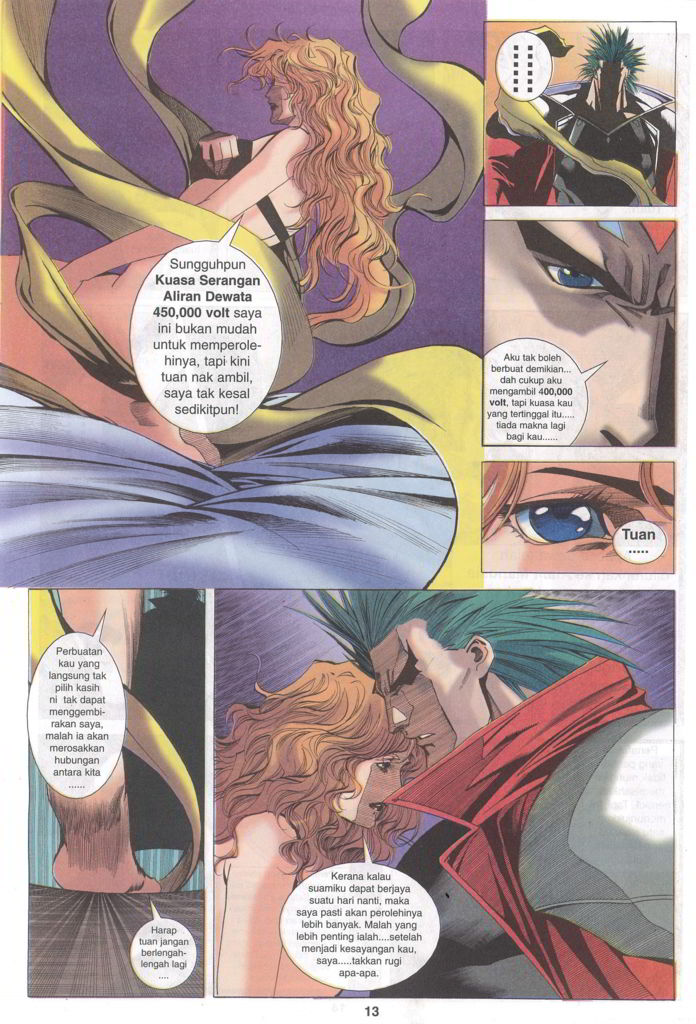 Sungguhpun
Kuasa Serangan
Aliran Dewata
450,000 volt saya
ini bukan mudah
untuk memperole-
hinya, tapi kini
tuan nak ambil,
saya tak kesal
sedikitpun!
Aku tak boleh
berbuat demikian...
dah cukup aku
mengambil 400,000
volt, tapi kuasa kau
yang tertinggal itu.....
tiada makna lagi
bagi kau......
Tuan
.....
Perbuatan
kau yang
langsung tak
pilih kasih
ni tak dapat
menggembi-
rakan saya,
malah ia akan
merosakkan
hubungan
antara kita
......
Harap
tuan jangan
berlengah-
lengah lagi
....
Kerana kalau
suamiku dapat berjaya
suatu hari nanti, maka
saya pasti akan perolehinya
lebih banyak. Malah yang
lebih penting ialah....setelah
menjadi kesayangan kau,
saya.....takkan rugi
apa-apa.
13